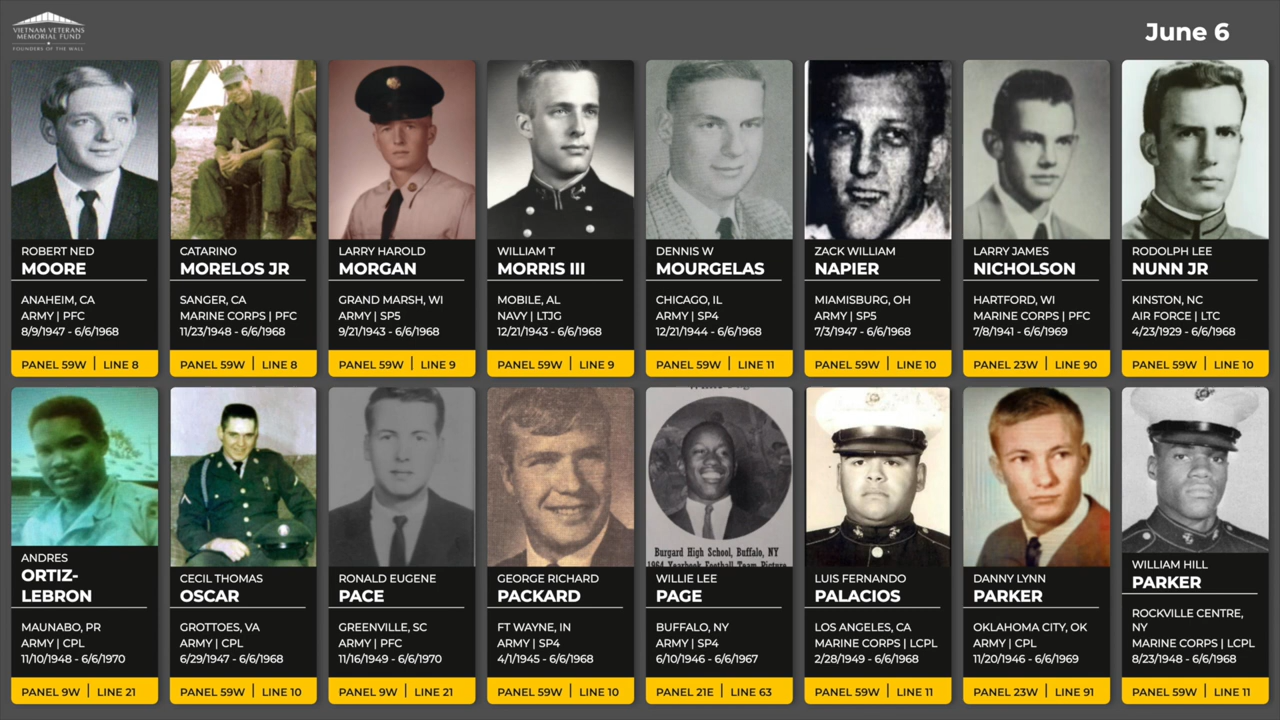 VIETNAM VETERANS
MEMORIAL FUND
FOUNDERS OF THE WALL
June 6
ROBERT NED
MOORE
ANAHEIM, CA
ARMY | PFC
8/9/1947 - 6/6/1968
PANEL 59W | LINE 8
CATARINO
MORELOS JR
SANGER, CA
MARINE CORPS | PFC
11/23/1948 - 6/6/1968
PANEL 59W | LINE 8
LARRY HAROLD
MORGAN
GRAND MARSH, WI
ARMY | SP5
9/21/1943 - 6/6/1968
PANEL 59W | LINE 9
WILLIAM T
MORRIS III
MOBILE, AL
NAVY | LTJG
12/21/1943 - 6/6/1968
PANEL 59W | LINE 9
DENNIS W
MOURGELAS
CHICAGO, IL
ARMY | SP4
12/21/1944 - 6/6/1968
PANEL 59W | LINE 11
ZACK WILLIAM
NAPIER
MIAMISBURG, OH
ARMY | SP5
7/3/1947 - 6/6/1968
PANEL 59W | LINE 10
LARRY JAMES
NICHOLSON
HARTFORD, WI
MARINE CORPS | PFC
7/8/1941 - 6/6/1969
PANEL 23W | LINE 90
RODOLPH LEE
NUNN JR
KINSTON, NC
AIR FORCE | LTC
4/23/1929 - 6/6/1968
PANEL 59W | LINE 10
ANDRES
ORTIZ-
LEBRON
MAUNABO, PR
ARMY | CPL
11/10/1948 - 6/6/1970
PANEL 9W | LINE 21
CECIL THOMAS
OSCAR
GROTTOES, VA
ARMY | CPL
6/29/1947 - 6/6/1968
PANEL 59W | LINE 10
RONALD EUGENE
PACE
GREENVILLE, SC
ARMY | PFC
11/16/1949 - 6/6/1970
PANEL 9W | LINE 21
GEORGE RICHARD
PACKARD
FT WAYNE, IN
ARMY | SP4
4/1/1945 - 6/6/1968
PANEL 59W | LINE 10
Burgard High School, Buffalo, NY
1964 Yearbook Football Team Picture
WILLIE LEE
PAGE
BUFFALO, NY
ARMY | SP4
6/10/1946 - 6/6/1967
PANEL 21E | LINE 63
LUIS FERNANDO
PALACIOS
LOS ANGELES, CA
MARINE CORPS | LCPL
2/28/1949 - 6/6/1968
PANEL 59W | LINE 11
DANNY LYNN
PARKER
OKLAHOMA CITY, OK
ARMY | CPL
11/20/1946 - 6/6/1969
PANEL 23W | LINE 91
WILLIAM HILL
PARKER
ROCKVILLE CENTRE,
NY
MARINE CORPS | LCPL
8/23/1948 - 6/6/1968
PANEL 59W | LINE 11